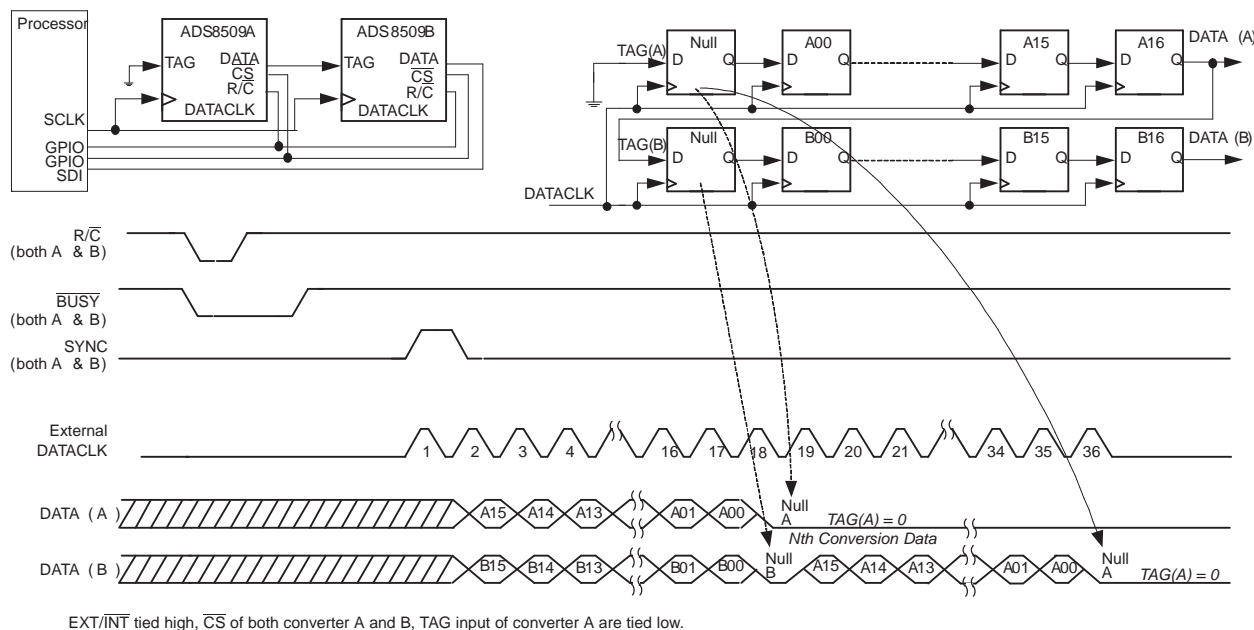 Processor
ADS8509A
ADS8509B
TAG
DATA
CS
R/C
DATACLK
TAG
DATA
CS
R/C
DATACLK
SCLK
GPIO
GPIO
SDI
TAG(A)
Null
D Q
A00
D Q
A15
D Q
A16
D Q
DATA (A)
TAG(B)
Null
D Q
B00
D Q
B15
D Q
B16
D Q
DATA (B)
DATACLK
R/C
(both A & B)
BUSY
(both A & B)
SYNC
(both A & B)
External
DATACLK
1 2 3 4 16 17 18 19 20 21 34 35 36
DATA (A)
A15 A14 A13 A01 A00
Null
A
TAG(A) = 0
Nth Conversion Data
DATA (B)
B15 B14 B13 B01 B00
Null
B
A15 A14 A13 A01 A00
Null
A
TAG(A) = 0
EXT/INT tied high, CS of both converter A and B, TAG input of converter A are tied low.